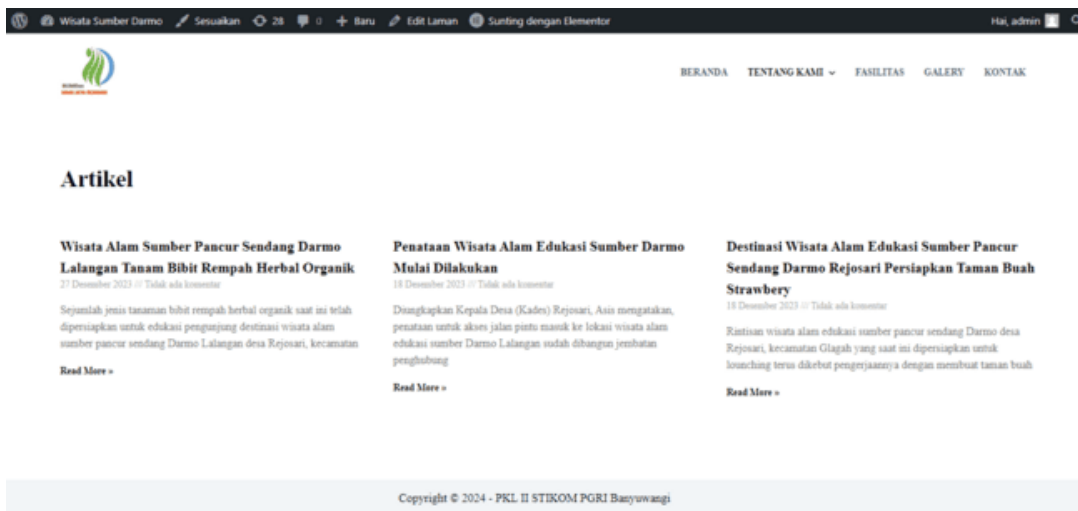 Wisata Sumber Darmo Sesuaikan 28 0 + Baru Edit Laman Sunting dengan Elementor Hai, admin
BERANDA TENTANG KAMI FASILITAS GALERY KONTAK
Artikel
Wisata Alam Sumber Pancur Sendang Darmo
Lalangan Tanam Bibit Rempah Herbal Organik
27 Desember 2023 /// Tidak ada komentar
Sejumlah jenis tanaman bibit rempah herbal organik saat ini telah
dipersiapkan untuk edukasi pengunjung destinasi wisata alam
sumber pancur sendang Darmo Lalangan desa Rejosari, kecamatan
Read More »
Penataan Wisata Alam Edukasi Sumber Darmo
Mulai Dilakukan
18 Desember 2023 /// Tidak ada komentar
Diungkapkan Kepala Desa (Kades) Rejosari, Asis mengatakan,
penataan untuk akses jalan pintu masuk ke lokasi wisata alam
edukasi sumber Darmo Lalangan sudah dibangun jembatan
penghubung
Read More »
Destinasi Wisata Alam Edukasi Sumber Pancur
Sendang Darmo Rejosari Persiapkan Taman Buah
Strawbery
18 Desember 2023 /// Tidak ada komentar
Rintisan wisata alam edukasi sumber pancur sendang Darmo desa
Rejosari, kecamatan Glagah yang saat ini dipersiapkan untuk
lounching terus dikebut pengerjaannya dengan membuat taman buah
Read More »
Copyright © 2024 - PKL II STIKOM PGRI Banyuwangi